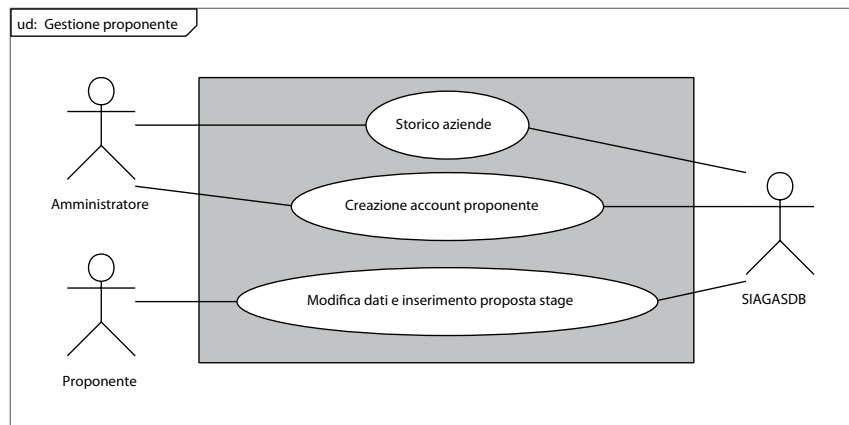 ud: Gestione proponente
Storico aziende
Amministratore
Creazione account proponente
SIAGASDB
Modifica dati e inserimento proposta stage
Proponente